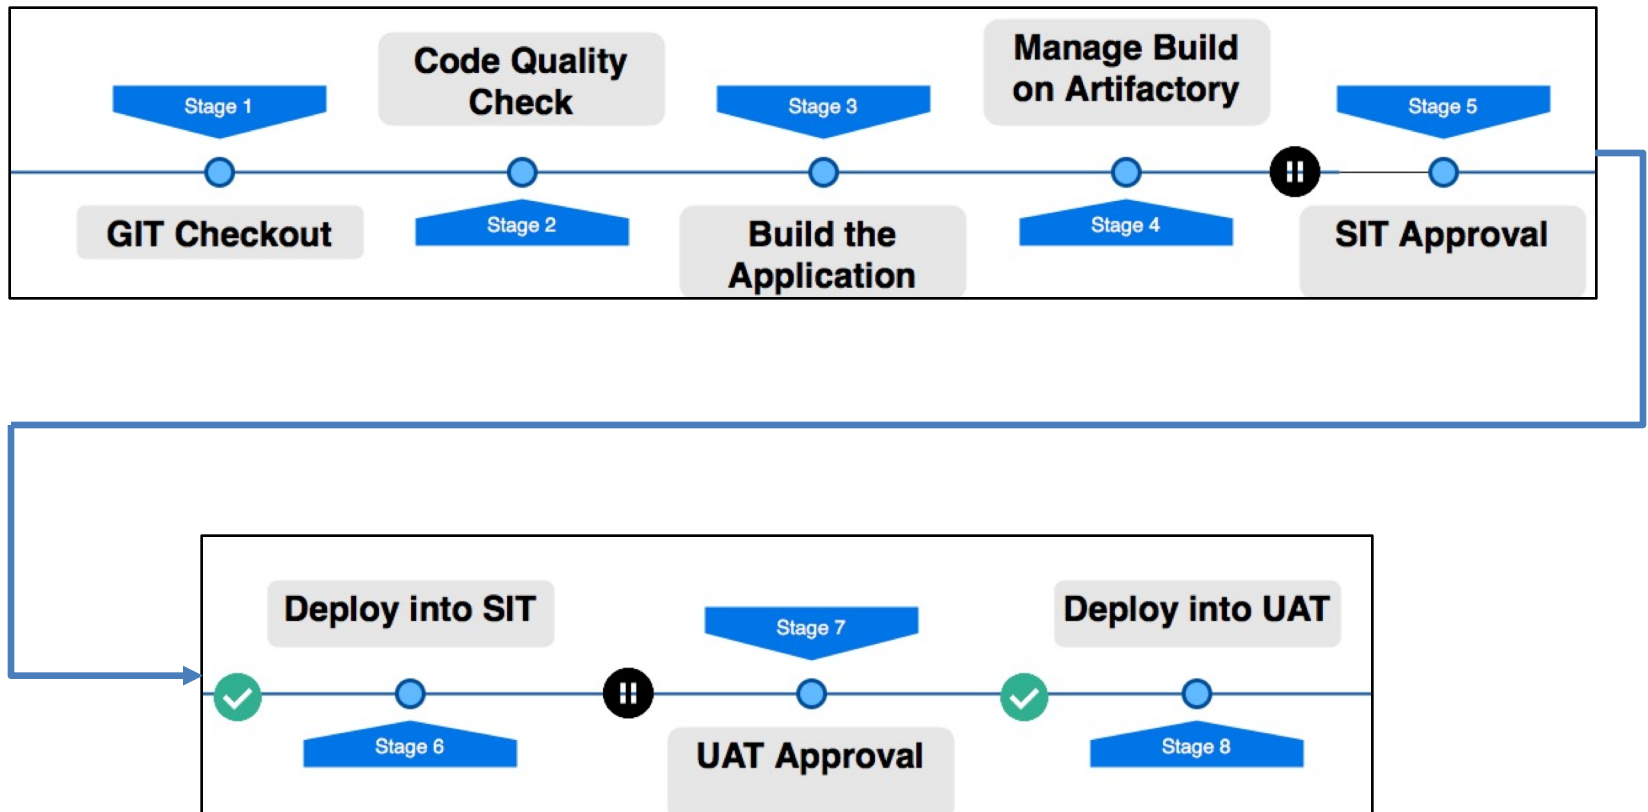 Stage 1
GIT Checkout
Code Quality
Check
Stage 2
Stage 3
Build the
Application
Manage Build
on Artifactory
Stage 4
Stage 5
SIT Approval
Deploy into SIT
Stage 6
Stage 7
UAT Approval
Deploy into UAT
Stage 8